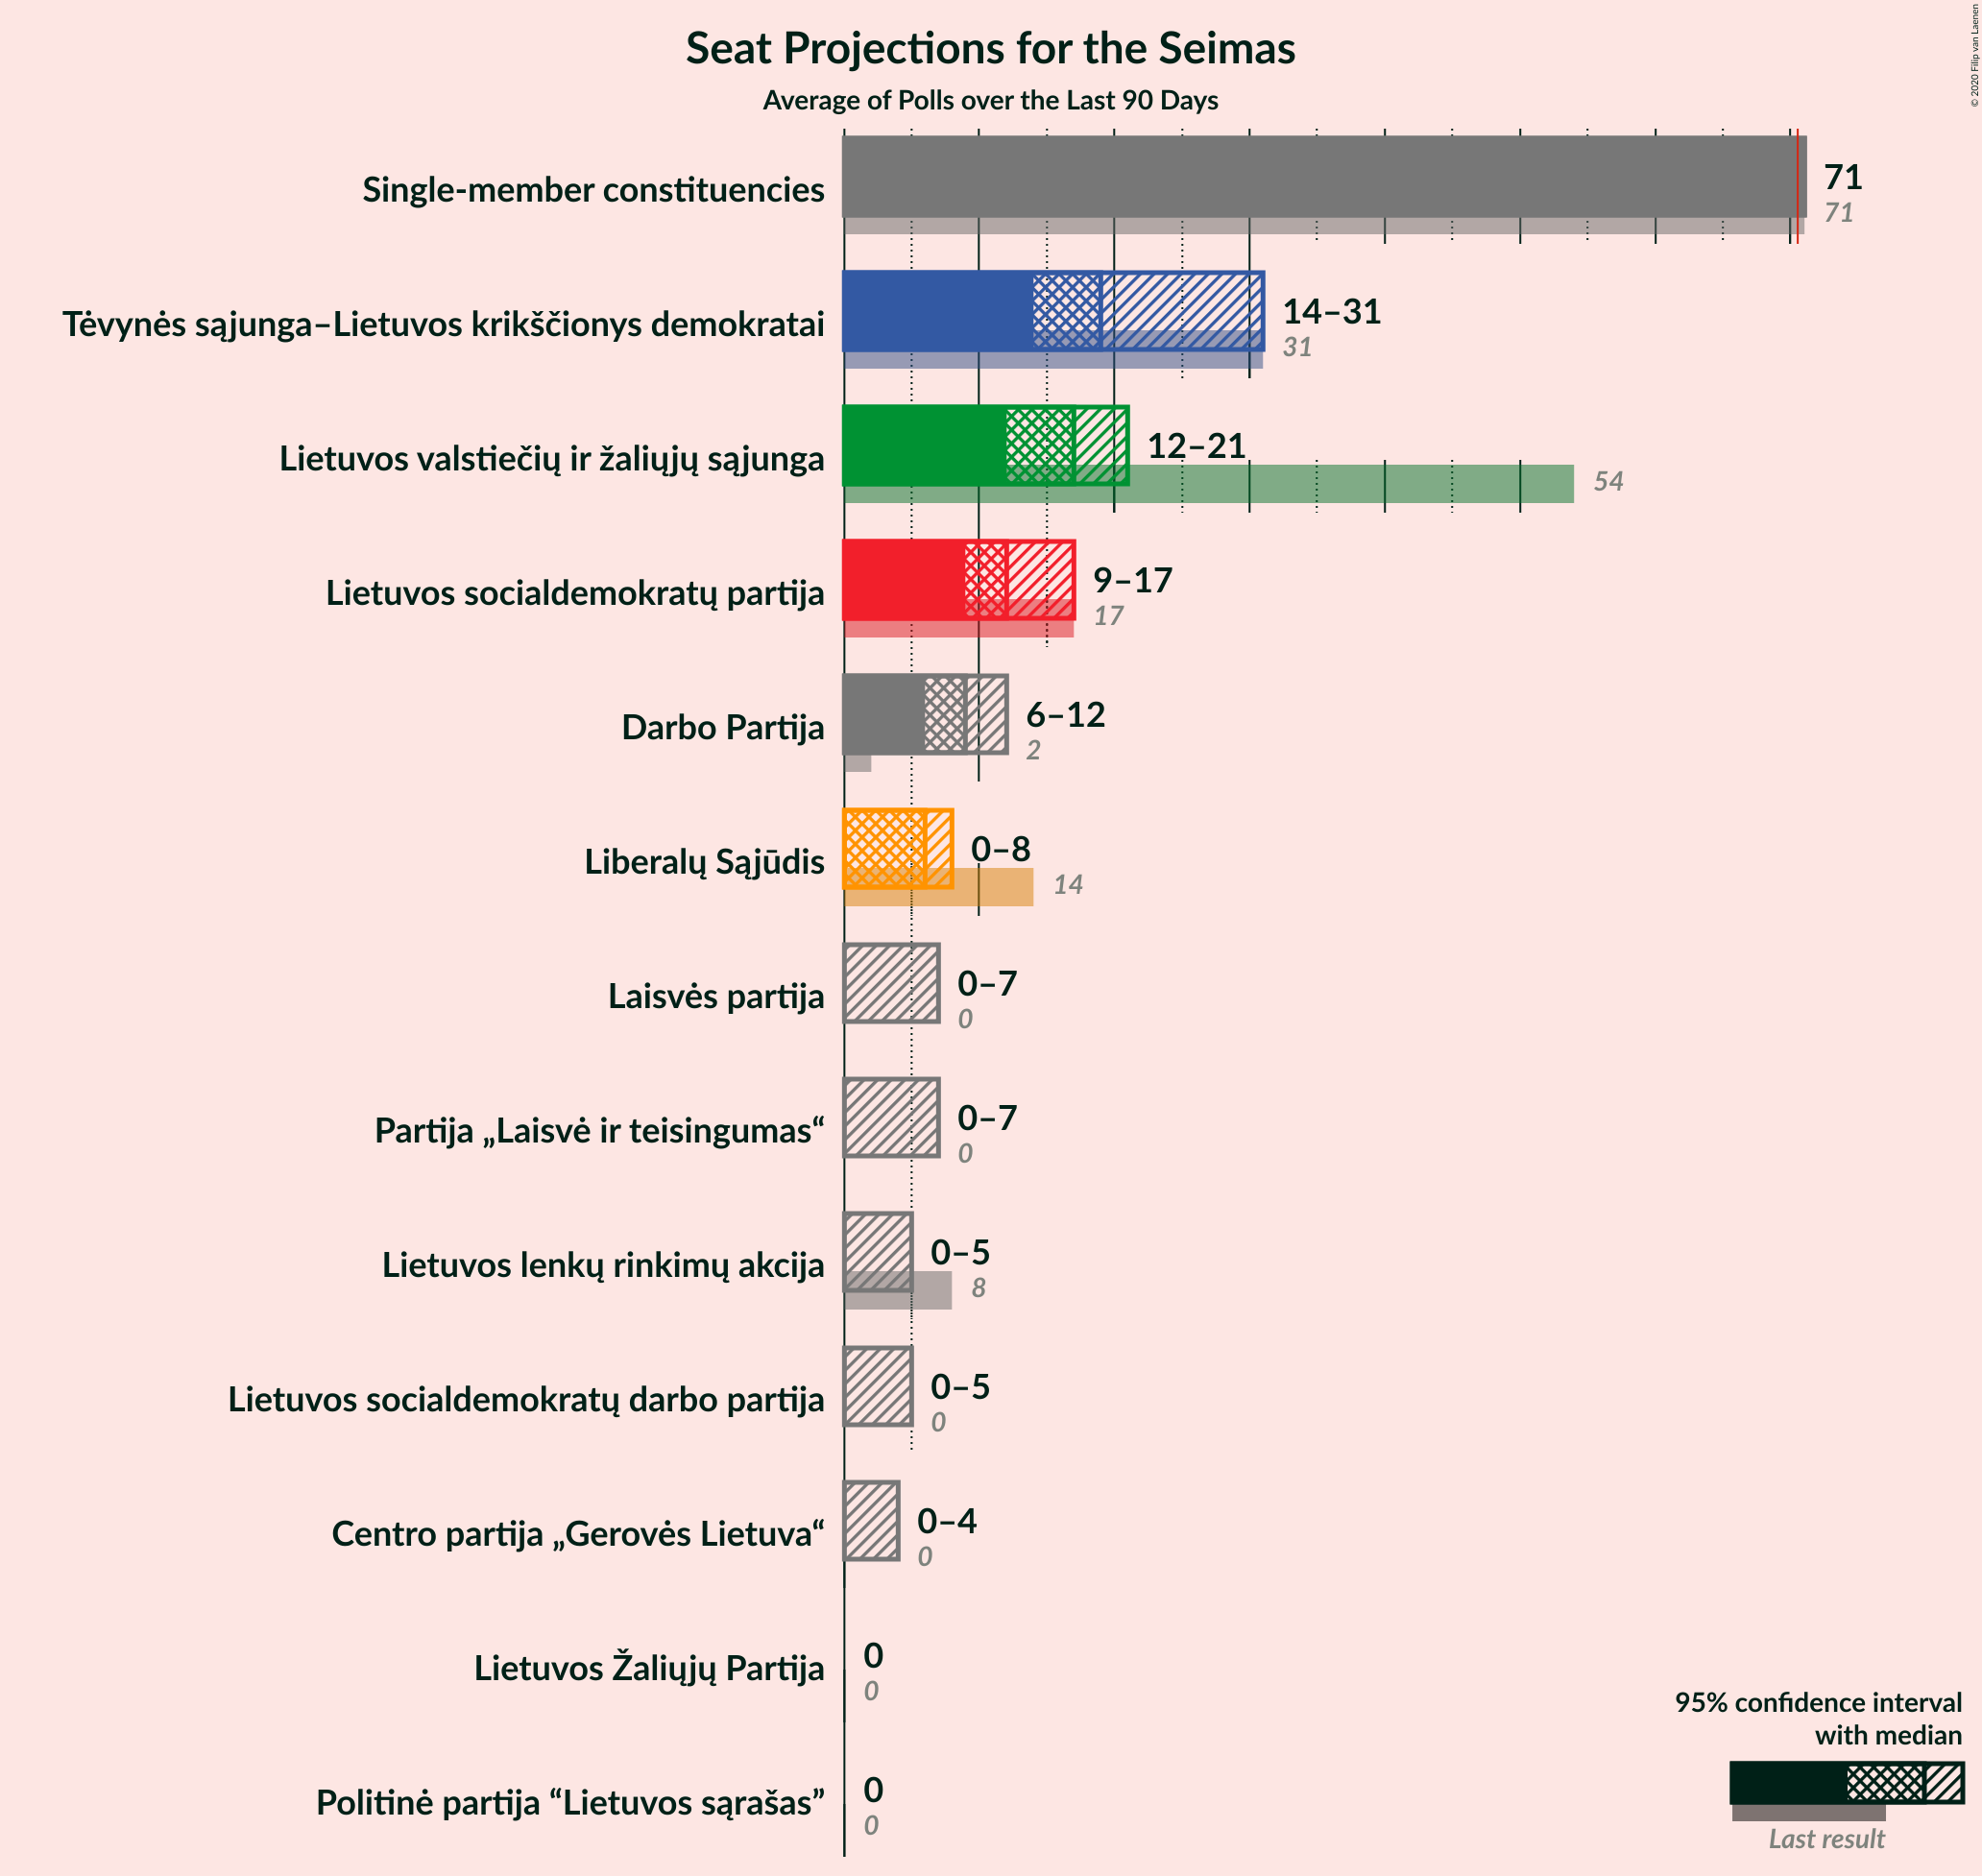 Seat Projections for the Seimas
Average of Polls over the Last 90 Days
© 2020 Filip van Laenen
Single-member constituencies
71
71
Tėvynės sąjunga–Lietuvos krikščionys demokratai
14–31
31
Lietuvos valstiečių ir žaliųjų sąjunga
12–21
54
Lietuvos socialdemokratų partija
9–17
17
Darbo Partija
6–12
2
Liberalų Sąjūdis
0–8
14
Laisvės partija
0–7
0
Partija „Laisvė ir teisingumas“
0–7
0
Lietuvos lenkų rinkimų akcija
0–5
8
Lietuvos socialdemokratų darbo partija
0–5
0
Centro partija „Gerovės Lietuva“
0–4
0
Lietuvos Žaliųjų Partija
0
0
Politinė partija “Lietuvos sąrašas”
0
0
95% confidence interval
with median
Last result